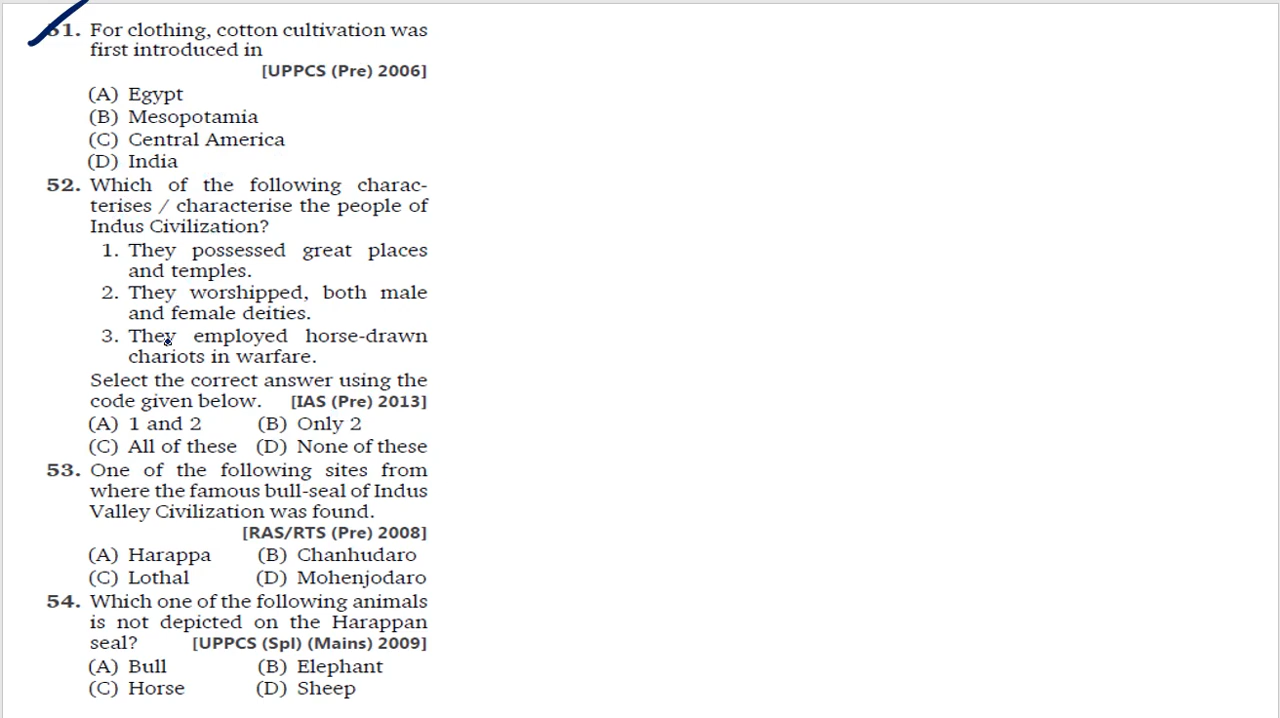 51. For clothing, cotton cultivation was
first introduced in
[UPPCS (Pre) 2006]
(A) Egypt
(B) Mesopotamia
(C) Central America
(D) India
52. Which of the following charac-
terises / characterise the people of
Indus Civilization?
1. They possessed great places
and temples.
2. They worshipped, both male
and female deities.
3. They employed horse-drawn
chariots in warfare.
Select the correct answer using the
code given below. [IAS (Pre) 2013]
(A) 1 and 2 (B) Only 2
(C) All of these (D) None of these
53. One of the following sites from
where the famous bull-seal of Indus
Valley Civilization was found.
[RAS/RTS (Pre) 2008]
(A) Harappa (B) Chanhudaro
(C) Lothal (D) Mohenjodaro
54. Which one of the following animals
is not depicted on the Harappan
seal? [UPPCS (Spl) (Mains) 2009]
(A) Bull (B) Elephant
(C) Horse (D) Sheep